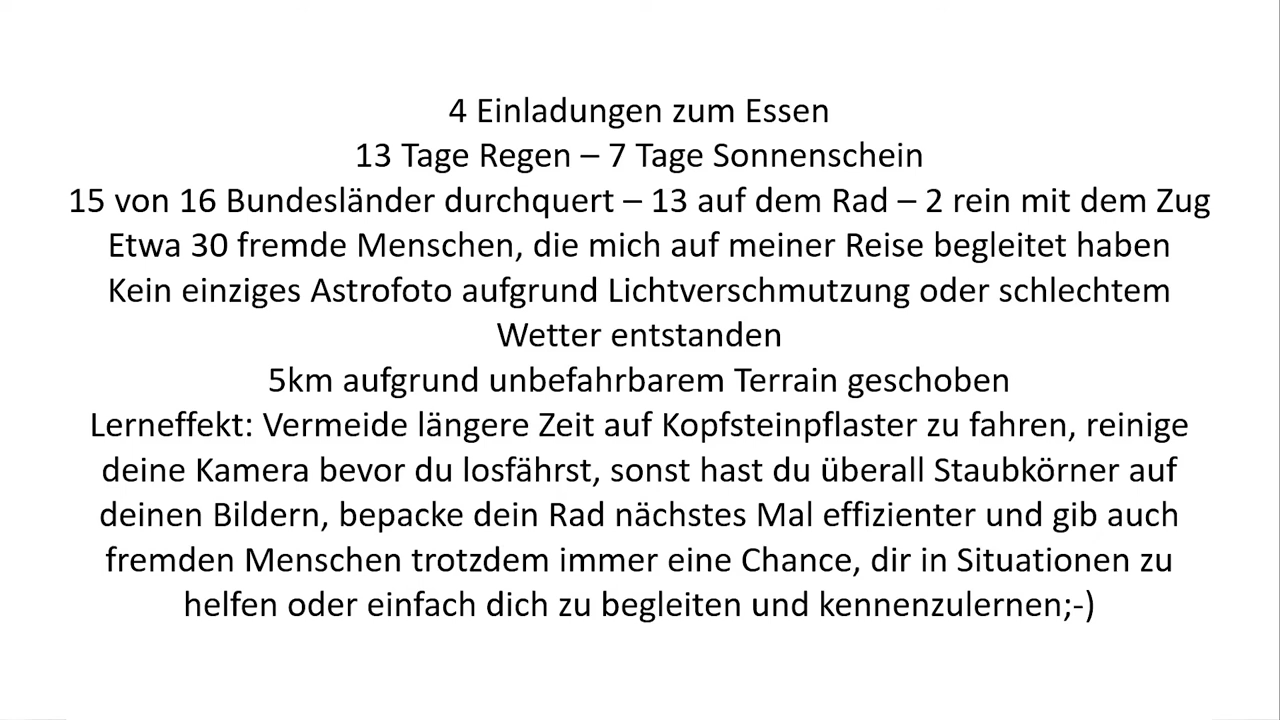 4 Einladungen zum Essen
13 Tage Regen – 7 Tage Sonnenschein
15 von 16 Bundesländer durchquert – 13 auf dem Rad – 2 rein mit dem Zug
Etwa 30 fremde Menschen, die mich auf meiner Reise begleitet haben
Kein einziges Astrofoto aufgrund Lichtverschmutzung oder schlechtem
Wetter entstanden
5km aufgrund unbefahrbarem Terrain geschoben
Lerneffekt: Vermeide längere Zeit auf Kopfsteinpflaster zu fahren, reinige
deine Kamera bevor du losfährst, sonst hast du überall Staubkörner auf
deinen Bildern, bepacke dein Rad nächstes Mal effizienter und gib auch
fremden Menschen trotzdem immer eine Chance, dir in Situationen zu
helfen oder einfach dich zu begleiten und kennenzulernen;-)